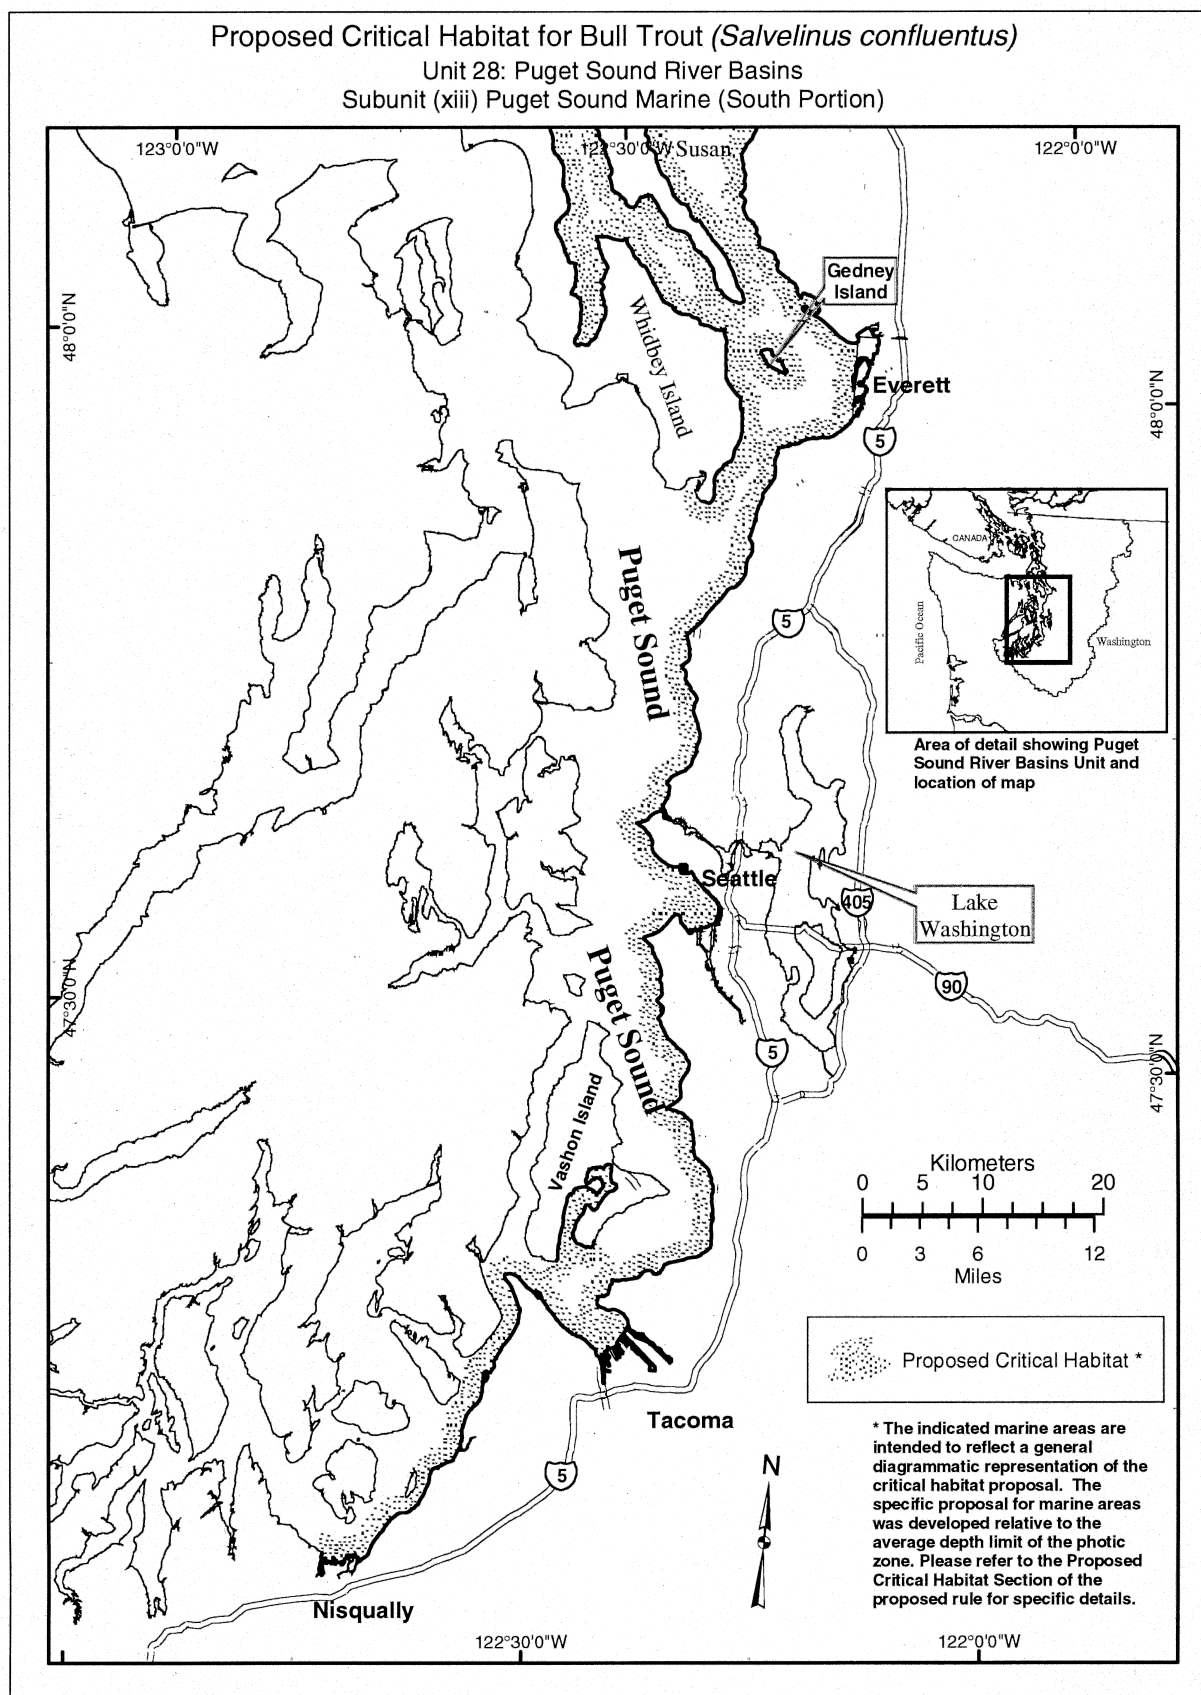 Proposed Critical Habitat for Bull Trout (Salvelinus confluentus)
Unit 28: Puget Sound River Basins
Subunit (xiii) Puget Sound Marine (South Portion)
123°0'0"W
122°30'0"W
Susan
122°0'0"W
Gedney
Island
48°0'0"N
Whidbey Island
Everett
48°0'0"N
5
CANADA
Pacific Ocean
Washington
Puget Sound
5
Area of detail showing Puget
Sound River Basins Unit and
location of map
Seattle
405
Lake
Washington
Puget Sound
90
47°30'0"N
5
47°30'0"N
Vashon Island
Kilometers
0 5 10 20
0 3 6 12
Miles
Proposed Critical Habitat *
Tacoma
* The indicated marine areas are
intended to reflect a general
diagrammatic representation of the
critical habitat proposal. The
specific proposal for marine areas
was developed relative to the
average depth limit of the photic
zone. Please refer to the Proposed
Critical Habitat Section of the
proposed rule for specific details.
N
5
Nisqually
122°30'0"W
122°0'0"W